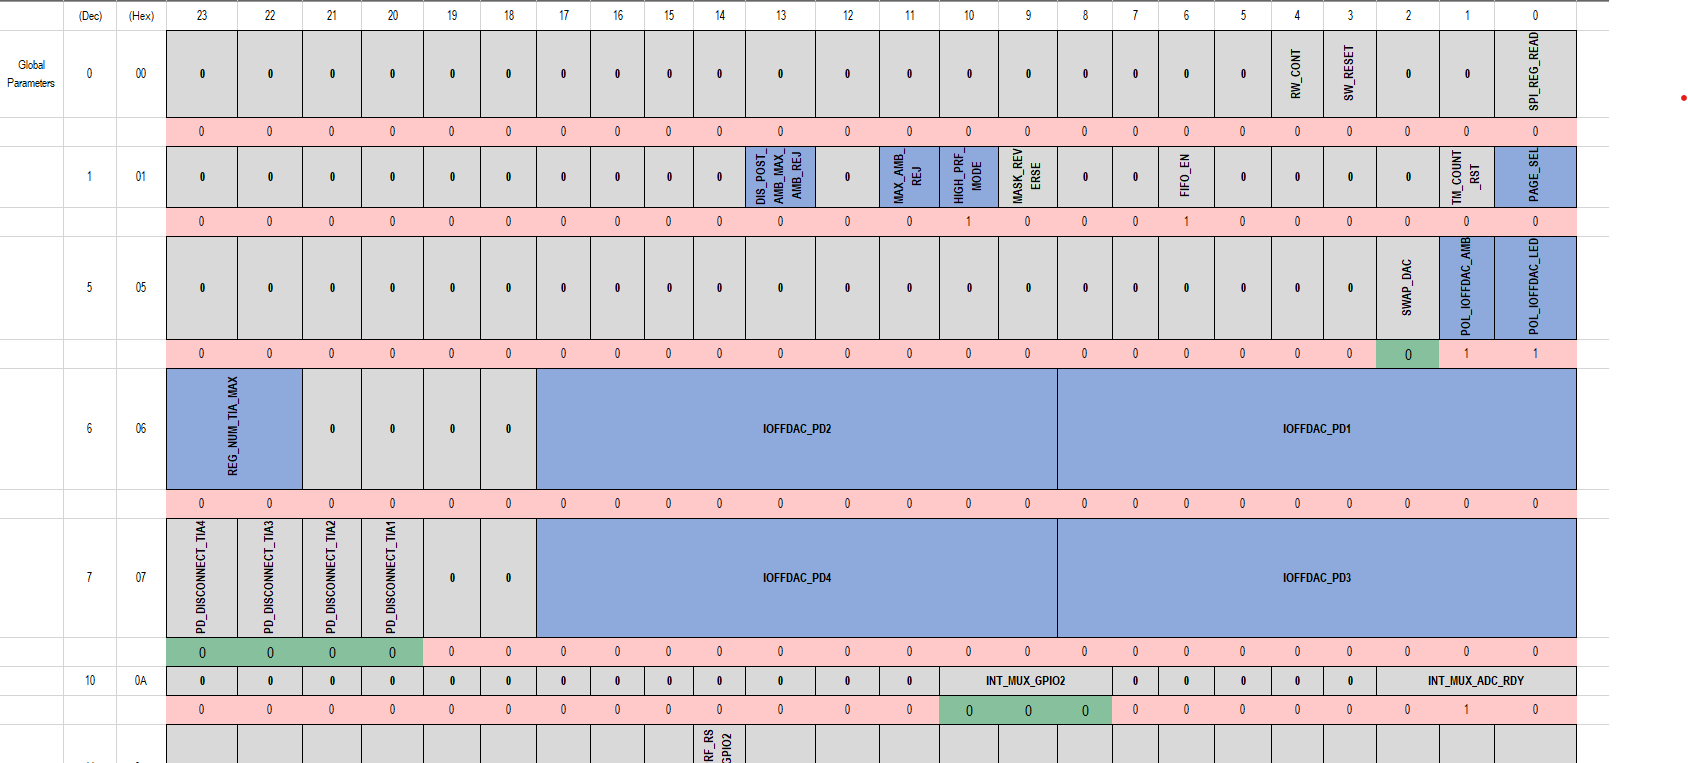 (Dec) (Hex) 23 22 21 20 19 18 17 16 15 14 13 12 11 10 9 8 7 6 5 4 3 2 1 0
Global
Parameters
0 00 0 0 0 0 0 0 0 0 0 0 0 0 0 0 0 0 0 0 0 RW_CONT SW_RESET 0 0 SPI_REG_READ
0 0 0 0 0 0 0 0 0 0 0 0 0 0 0 0 0 0 0 0 0 0 0 0
1 01 0 0 0 0 0 0 0 0 0 0 DIS_POST_
AMB_MAX_
AMB_REJ 0 MAX_AMB_
REJ HIGH_PRF_
MODE MASK_REV
ERSE 0 0 FIFO_EN 0 0 0 0 TM_COUNT
_RST PAGE_SEL
0 0 0 0 0 0 0 0 0 0 0 0 0 1 0 0 0 1 0 0 0 0 0 0
5 05 0 0 0 0 0 0 0 0 0 0 0 0 0 0 0 0 0 0 0 0 0 SWAP_DAC POL_IOFFDAC_AMB POL_IOFFDAC_LED
0 0 0 0 0 0 0 0 0 0 0 0 0 0 0 0 0 0 0 0 0 0 1 1
6 06 REG_NUM_TIA_MAX 0 0 0 0 IOFFDAC_PD2 IOFFDAC_PD1
0 0 0 0 0 0 0 0 0 0 0 0 0 0 0 0 0 0 0 0 0 0 0 0
7 07 PD_DISCONNECT_TIA4 PD_DISCONNECT_TIA3 PD_DISCONNECT_TIA2 PD_DISCONNECT_TIA1 0 0 IOFFDAC_PD4 IOFFDAC_PD3
0 0 0 0 0 0 0 0 0 0 0 0 0 0 0 0 0 0 0 0 0 0 0 0
10 0A 0 0 0 0 0 0 0 0 0 0 0 0 0 INT_MUX_GPIO2 0 0 0 0 0 INT_MUX_ADC_RDY
0 0 0 0 0 0 0 0 0 0 0 0 0 0 0 0 0 0 0 0 0 0 1 0
RF_RS
GPIO2